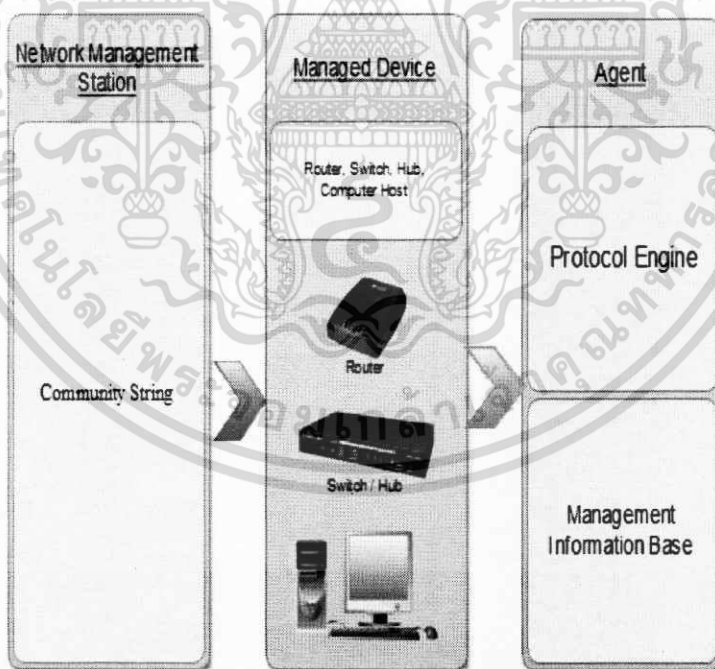 Network Management
Station
Community String
Managed Device
Router, Switch, Hub,
Computer Host
Router
Switch / Hub
Agent
Protocol Engine
Management
Information Base